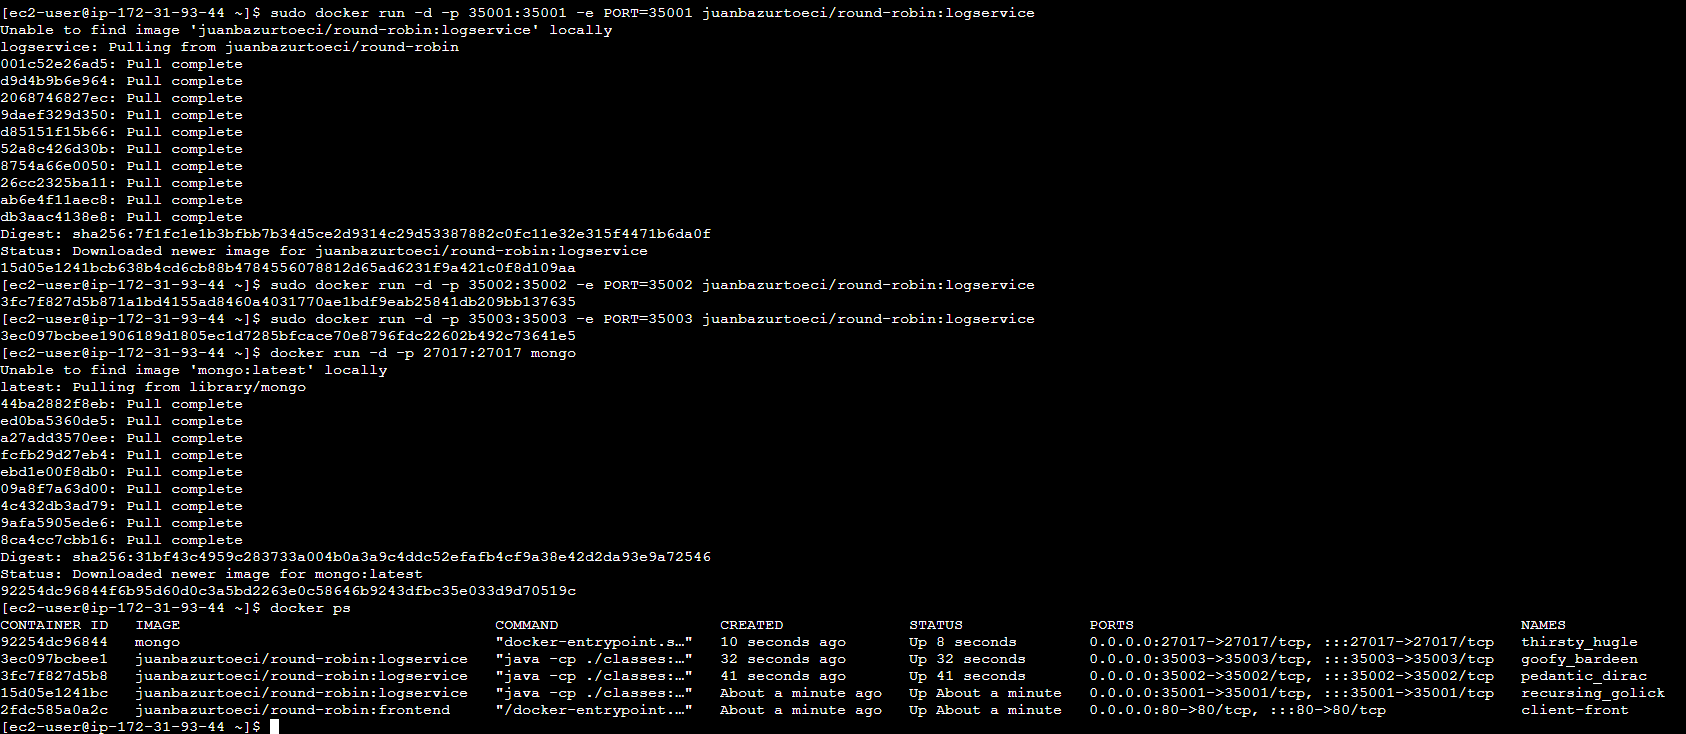 [ec2-user@ip-172-31-93-44 ~]$ sudo docker run -d -p 35001:35001 -e PORT=35001 juanbazurtoeci/round-robin:logservice
Unable to find image 'juanbazurtoeci/round-robin:logservice' locally
logservice: Pulling from juanbazurtoeci/round-robin
001c52e26ad5: Pull complete
d9d4b9b6e964: Pull complete
2068746827ec: Pull complete
9daef329d350: Pull complete
d85151f15b66: Pull complete
52a8c426d30b: Pull complete
8754a66e0050: Pull complete
26cc2325ba11: Pull complete
ab6e4f11aec8: Pull complete
db3aac4138e8: Pull complete
Digest: sha256:7f1fc1e1b3bfbb7b34d5ce2d9314c29d53387882c0fc11e32e315f4471b6da0f
Status: Downloaded newer image for juanbazurtoeci/round-robin:logservice
15d05e1241bcb638b4cd6cb88b4784556078812d65ad6231f9a421c0f8d109aa
[ec2-user@ip-172-31-93-44 ~]$ sudo docker run -d -p 35002:35002 -e PORT=35002 juanbazurtoeci/round-robin:logservice
3fc7f827d5b871a1bd4155ad8460a4031770ae1bdf9eab25841db209bb137635
[ec2-user@ip-172-31-93-44 ~]$ sudo docker run -d -p 35003:35003 -e PORT=35003 juanbazurtoeci/round-robin:logservice
3ec097bcbee1906189d1805ec1d7285bfcace70e8796fdc22602b492c73641e5
[ec2-user@ip-172-31-93-44 ~]$ docker run -d -p 27017:27017 mongo
Unable to find image 'mongo:latest' locally
latest: Pulling from library/mongo
44ba2882f8eb: Pull complete
ed0ba5360de5: Pull complete
a27add3570ee: Pull complete
fcfb29d27eb4: Pull complete
ebd1e00f8db0: Pull complete
09a8f7a63d00: Pull complete
4c432db3ad79: Pull complete
9afa5905ede6: Pull complete
8ca4cc7cbb16: Pull complete
Digest: sha256:31bf43c4959c283733a004b0a3a9c4ddc52efafb4cf9a38e42d2da93e9a72546
Status: Downloaded newer image for mongo:latest
92254dc96844f6b95d60d0c3a5bd2263e0c58646b9243dfbc35e033d9d70519c
[ec2-user@ip-172-31-93-44 ~]$ docker ps
CONTAINER ID   IMAGE                                   COMMAND                  CREATED              STATUS              PORTS                                           NAMES
92254dc96844   mongo                                   "docker-entrypoint.s…"   10 seconds ago       Up 8 seconds        0.0.0.0:27017->27017/tcp, :::27017->27017/tcp   thirsty_hugle
3ec097bcbee1   juanbazurtoeci/round-robin:logservice   "java -cp ./classes:…"   32 seconds ago       Up 32 seconds       0.0.0.0:35003->35003/tcp, :::35003->35003/tcp   goofy_bardeen
3fc7f827d5b8   juanbazurtoeci/round-robin:logservice   "java -cp ./classes:…"   41 seconds ago       Up 41 seconds       0.0.0.0:35002->35002/tcp, :::35002->35002/tcp   pedantic_dirac
15d05e1241bc   juanbazurtoeci/round-robin:logservice   "java -cp ./classes:…"   About a minute ago   Up About a minute   0.0.0.0:35001->35001/tcp, :::35001->35001/tcp   recursing_golick
2fdc585a0a2c   juanbazurtoeci/round-robin:frontend     "/docker-entrypoint.…"   About a minute ago   Up About a minute   0.0.0.0:80->80/tcp, :::80->80/tcp               client-front
[ec2-user@ip-172-31-93-44 ~]$